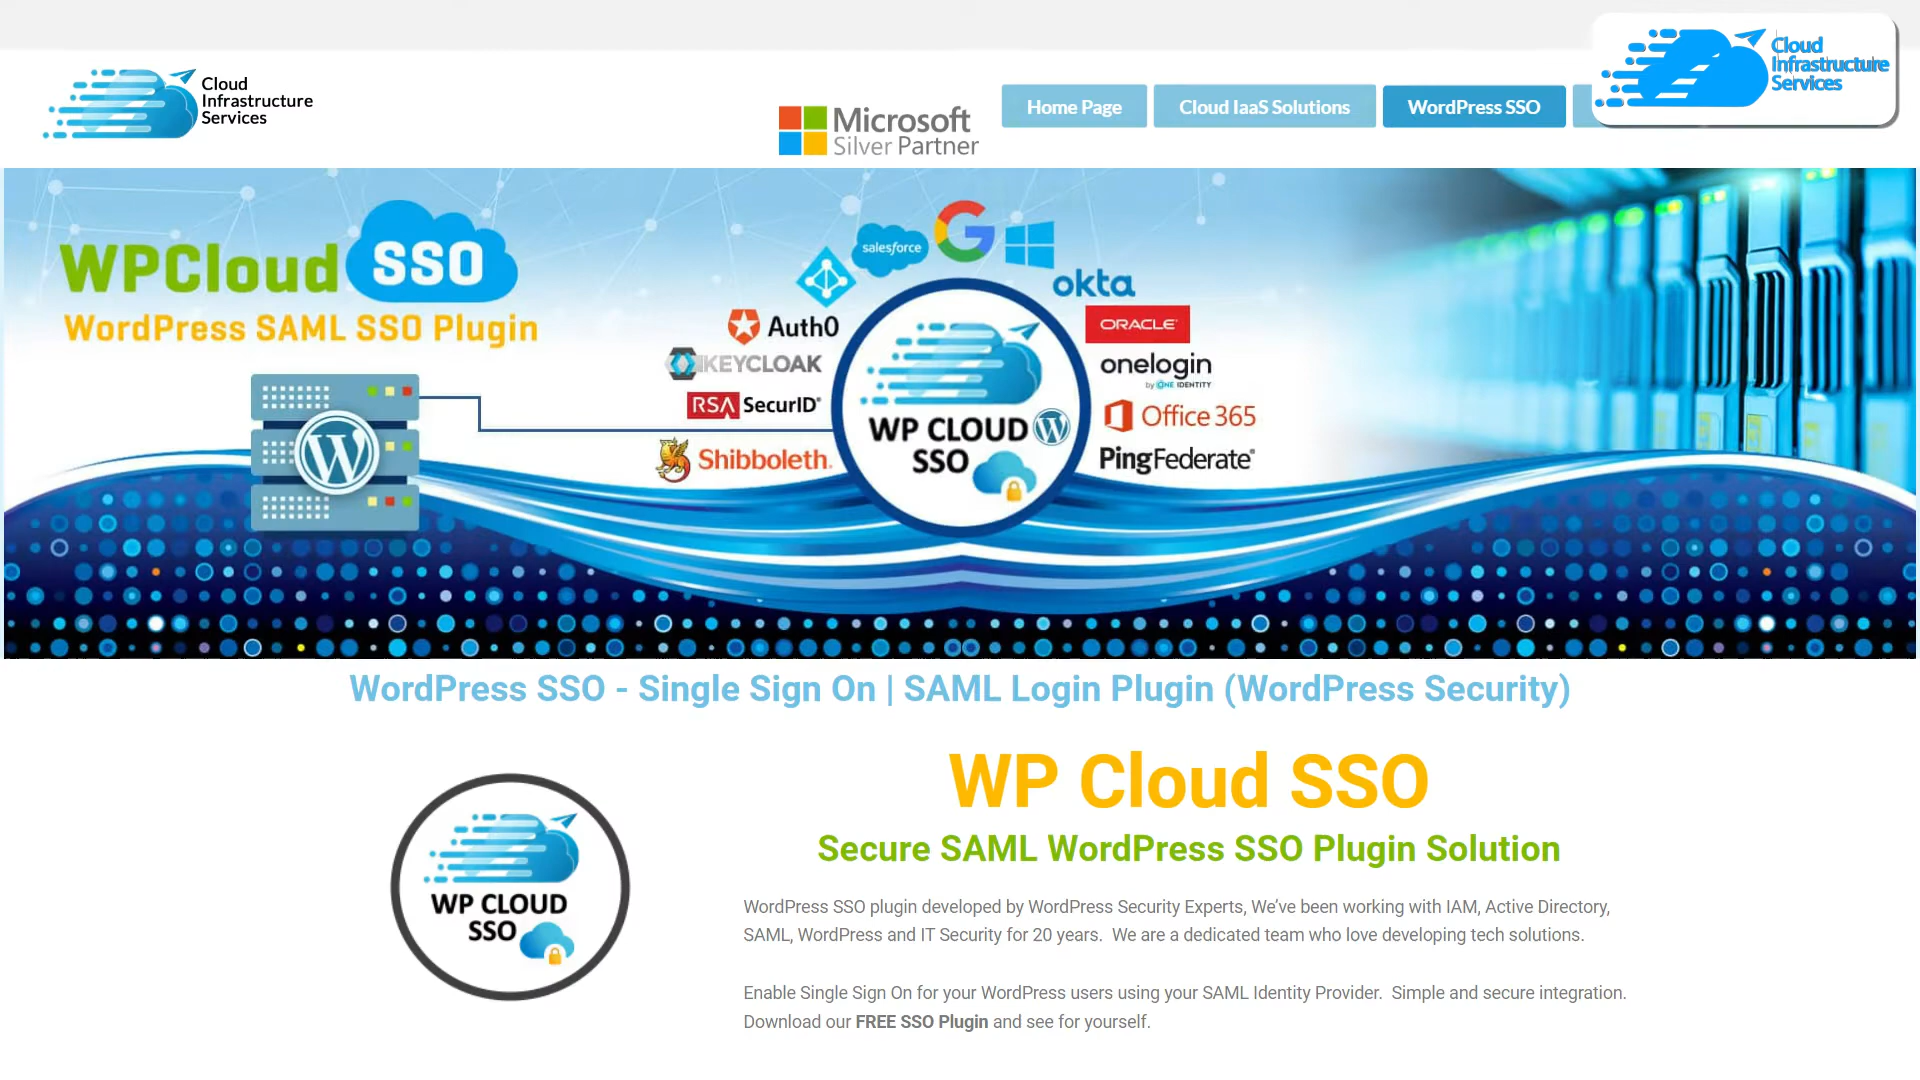 Cloud
Infrastructure
Services
Microsoft
Silver Partner
Home Page
Cloud IaaS Solutions
WordPress SSO
Cloud
Infrastructure
Services
WPCloud SSO
WordPress SAML SSO Plugin
salesforce
okta
Auth0
ORACLE
KEYCLOAK
onelogin
by ONE IDENTITY
RSA SecurID®
Office 365
Shibboleth.
PingFederate®
WP CLOUD
SSO
WordPress SSO - Single Sign On | SAML Login Plugin (WordPress Security)
WP CLOUD
SSO
WP Cloud SSO
Secure SAML WordPress SSO Plugin Solution
WordPress SSO plugin developed by WordPress Security Experts, We’ve been working with IAM, Active Directory,
SAML, WordPress and IT Security for 20 years. We are a dedicated team who love developing tech solutions.
Enable Single Sign On for your WordPress users using your SAML Identity Provider. Simple and secure integration.
Download our FREE SSO Plugin and see for yourself.